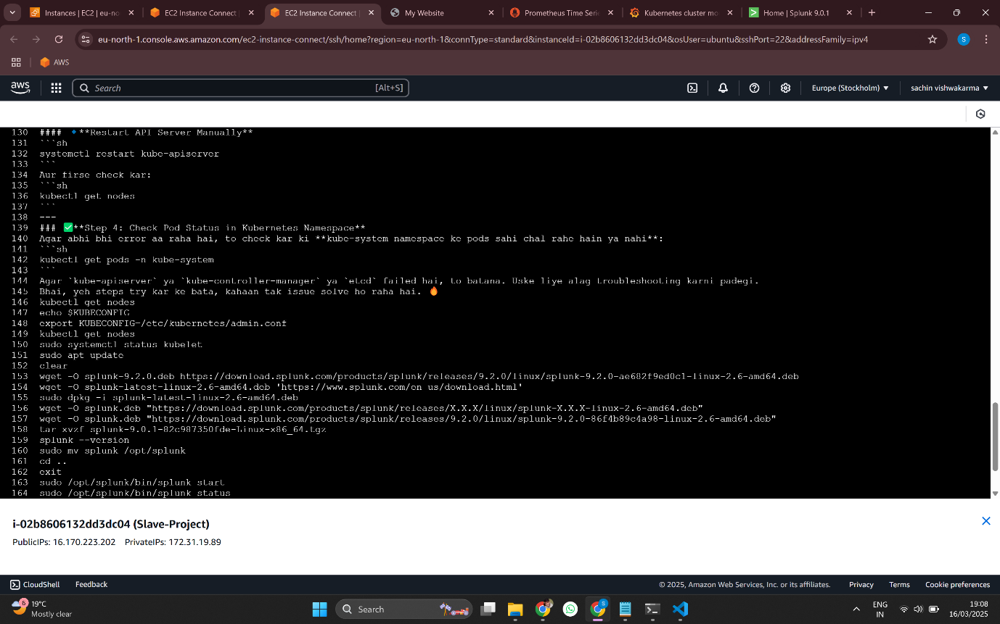 Instances | EC2 | eu-no
EC2 Instance Connect
EC2 Instance Connect
My Website
Prometheus Time Serie
Kubernetes cluster mo
Home | Splunk 9.0.1
eu-north-1.console.aws.amazon.com/ec2-instance-connect/ssh/home?region=eu-north-1&connType=standard&instanceId=i-02b8606132dd3dc04&osUser=ubuntu&sshPort=22&addressFamily=ipv4
S
AWS
aws
Search
[Alt+S]
Europe (Stockholm)
sachin vishwakarma
130 #### 🔹**Restart API Server Manually**
131 ```sh
132 systemctl restart kube-apiserver
133 ```
134 Aur firse check kar:
135 ```sh
136 kubectl get nodes
137 ```
138 ---
139 ### ✅**Step 4: Check Pod Status in Kubernetes Namespace**
140 Agar abhi bhi error aa raha hai, to check kar ki **kube-system namespace ke pods sahi chal rahe hain ya nahi**:
141 ```sh
142 kubectl get pods -n kube-system
143 ```
144 Agar `kube-apiserver` ya `kube-controller-manager` ya `etcd` failed hai, to batana. Uske liye alag troubleshooting karni padegi.
145 Bhai, yeh steps try kar ke bata, kahaan tak issue solve ho raha hai. 🔥
146 kubectl get nodes
147 echo $KUBECONFIG
148 export KUBECONFIG=/etc/kubernetes/admin.conf
149 kubectl get nodes
150 sudo systemctl status kubelet
151 sudo apt update
152 clear
153 wget -O splunk-9.2.0.deb https://download.splunk.com/products/splunk/releases/9.2.0/linux/splunk-9.2.0-ae682f9ed0c1-linux-2.6-amd64.deb
154 wget -O splunk-latest-linux-2.6-amd64.deb 'https://www.splunk.com/en_us/download.html'
155 sudo dpkg -i splunk-latest-linux-2.6-amd64.deb
156 wget -O splunk.deb "https://download.splunk.com/products/splunk/releases/X.X.X/linux/splunk-X.X.X-linux-2.6-amd64.deb"
157 wget -O splunk.deb "https://download.splunk.com/products/splunk/releases/9.2.0/linux/splunk-9.2.0-86f4b89c4a98-linux-2.6-amd64.deb"
158 tar xvzf splunk-9.0.1-82c987350fde-Linux-x86_64.tgz
159 splunk --version
160 sudo mv splunk /opt/splunk
161 cd ..
162 exit
163 sudo /opt/splunk/bin/splunk start
164 sudo /opt/splunk/bin/splunk status
i-02b8606132dd3dc04 (Slave-Project)
PublicIPs: 16.170.223.202 PrivateIPs: 172.31.19.89
CloudShell
Feedback
© 2025, Amazon Web Services, Inc. or its affiliates.
Privacy
Terms
Cookie preferences
6
19°C
Mostly clear
Search
S
ENG
IN
19:08
16/03/2025